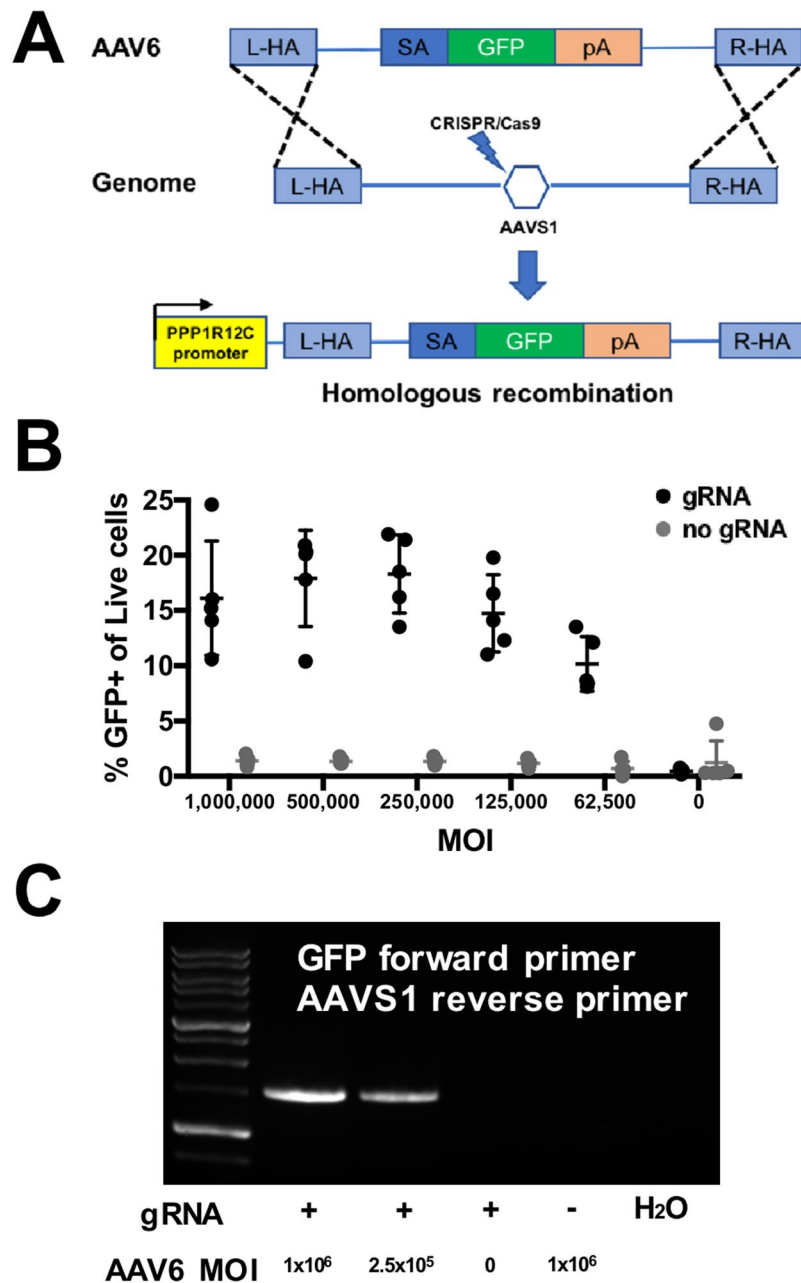 A
AAV6
L-HA
SA
GFP
pA
R-HA
CRISPR/Cas9
Genome
L-HA
R-HA
AAVS1
PPP1R12C
promoter
L-HA
SA
GFP
pA
R-HA
Homologous recombination
B
% GFP+ of Live cells
25
20
15
10
5
0
gRNA
no gRNA
1,000,000
500,000
250,000
125,000
62,500
0
MOI
C
GFP forward primer
AAVS1 reverse primer
gRNA + + + - H₂O
AAV6 MOI 1x10⁶ 2.5x10⁵ 0 1x10⁶